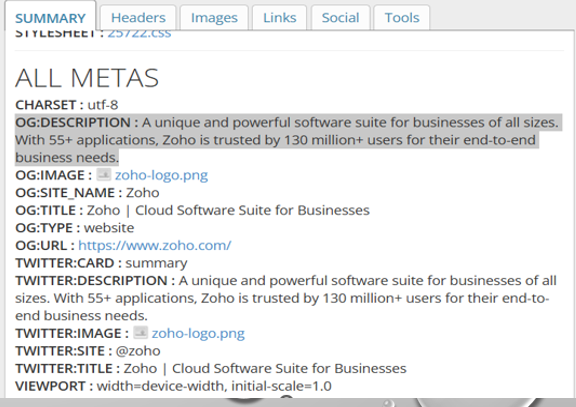 SUMMARY Headers Images Links Social Tools
STYLESHEET : 25722.css
ALL METAS
CHARSET : utf-8
OG:DESCRIPTION : A unique and powerful software suite for businesses of all sizes.
With 55+ applications, Zoho is trusted by 130 million+ users for their end-to-end
business needs.
OG:IMAGE : zoho-logo.png
OG:SITE_NAME : Zoho
OG:TITLE : Zoho | Cloud Software Suite for Businesses
OG:TYPE : website
OG:URL : https://www.zoho.com/
TWITTER:CARD : summary
TWITTER:DESCRIPTION : A unique and powerful software suite for businesses of all
sizes. With 55+ applications, Zoho is trusted by 130 million+ users for their end-to-
end business needs.
TWITTER:IMAGE : zoho-logo.png
TWITTER:SITE : @zoho
TWITTER:TITLE : Zoho | Cloud Software Suite for Businesses
VIEWPORT : width=device-width, initial-scale=1.0